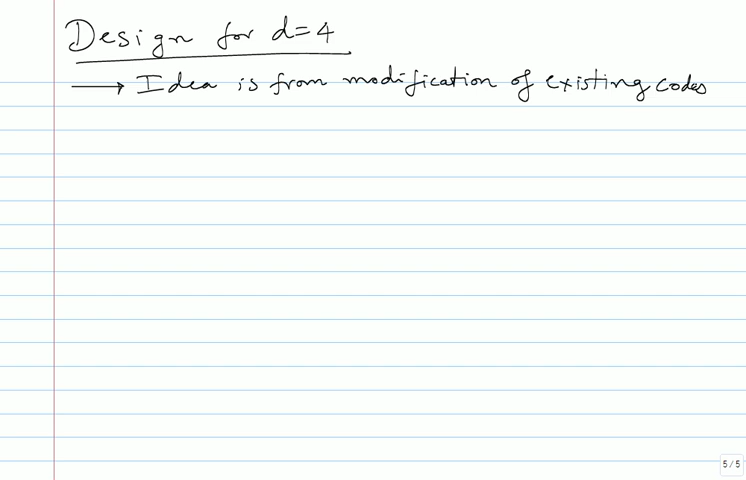 Design for d=4
→ Idea is from modification of existing codes
5/5